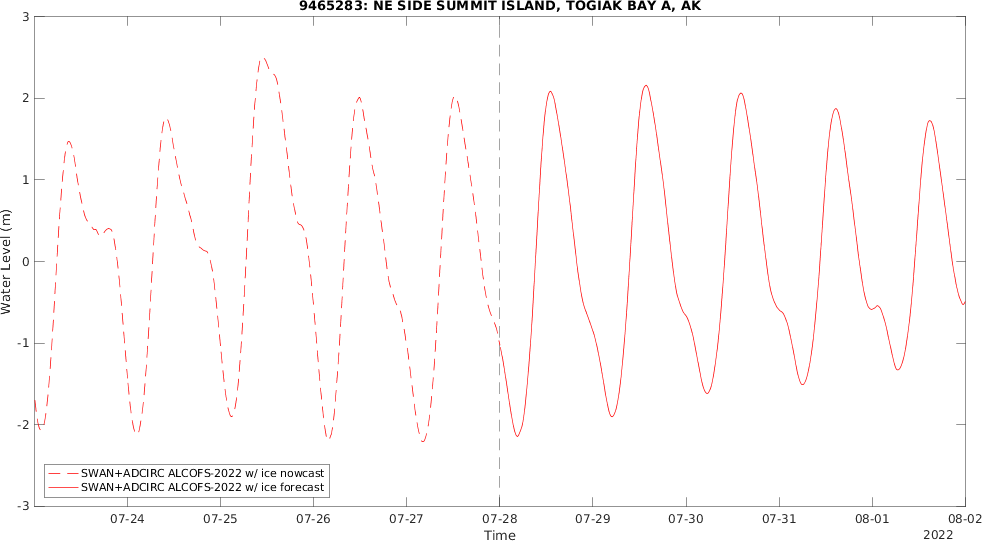 9465283: NE SIDE SUMMIT ISLAND, TOGIAK BAY A, AK
3
2
1
0
-1
-2
-3
Water Level (m)
SWAN+ADCIRC ALCOFS-2022 w/ ice nowcast
SWAN+ADCIRC ALCOFS-2022 w/ ice forecast
07-24 07-25 07-26 07-27 07-28 07-29 07-30 07-31 08-01 08-02
Time
2022